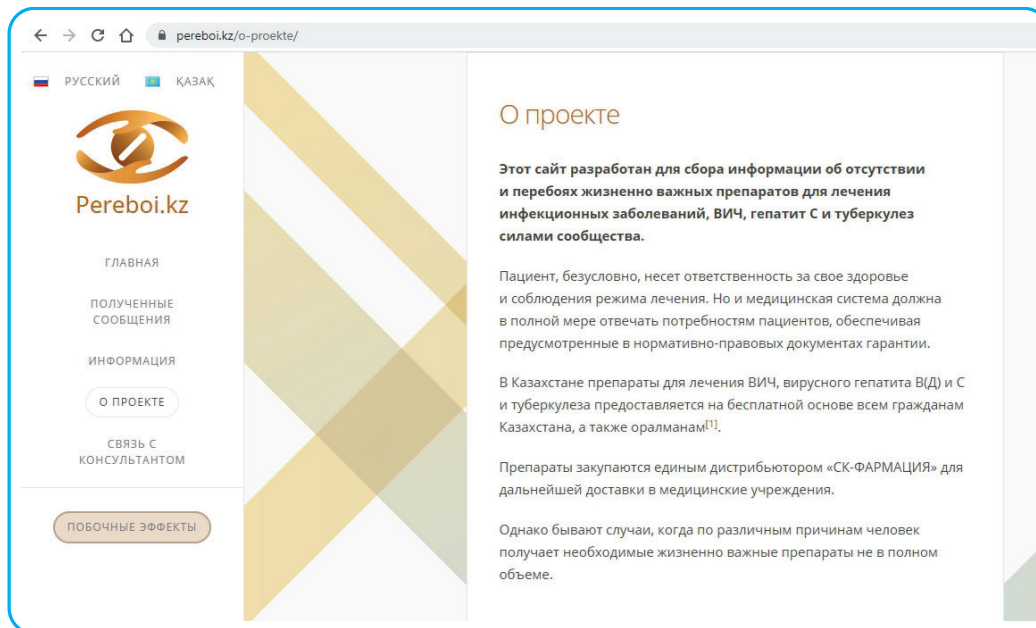 pereboi.kz/o-proekte/
РУССКИЙ ҚАЗАҚ
Pereboi.kz
ГЛАВНАЯ
ПОЛУЧЕННЫЕ
СООБЩЕНИЯ
ИНФОРМАЦИЯ
О ПРОЕКТЕ
СВЯЗЬ С
КОНСУЛЬТАНТОМ
ПОБОЧНЫЕ ЭФФЕКТЫ
О проекте
Этот сайт разработан для сбора информации об отсутствии
и перебоях жизненно важных препаратов для лечения
инфекционных заболеваний, ВИЧ, гепатит С и туберкулез
силами сообщества.
Пациент, безусловно, несет ответственность за свое здоровье
и соблюдения режима лечения. Но и медицинская система должна
в полной мере отвечать потребностям пациентов, обеспечивая
предусмотренные в нормативно-правовых документах гарантии.
В Казахстане препараты для лечения ВИЧ, вирусного гепатита В(Д) и С
и туберкулеза предоставляется на бесплатной основе всем гражданам
Казахстана, а также оралманам[1].
Препараты закупаются единым дистрибьютором «СК-ФАРМАЦИЯ» для
дальнейшей доставки в медицинские учреждения.
Однако бывают случаи, когда по различным причинам человек
получает необходимые жизненно важные препараты не в полном
объеме.